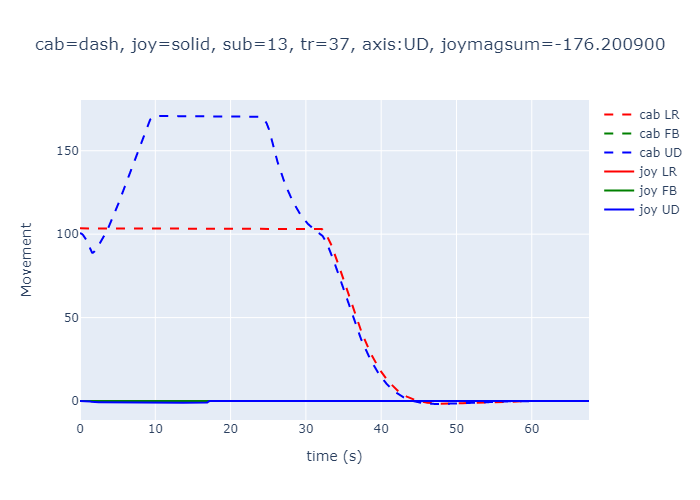 cab=dash, joy=solid, sub=13, tr=37, axis:UD, joymagsum=-176.200900
cab LR
cab FB
cab UD
joy LR
joy FB
joy UD
Movement
150
100
50
0
0 10 20 30 40 50 60
time (s)